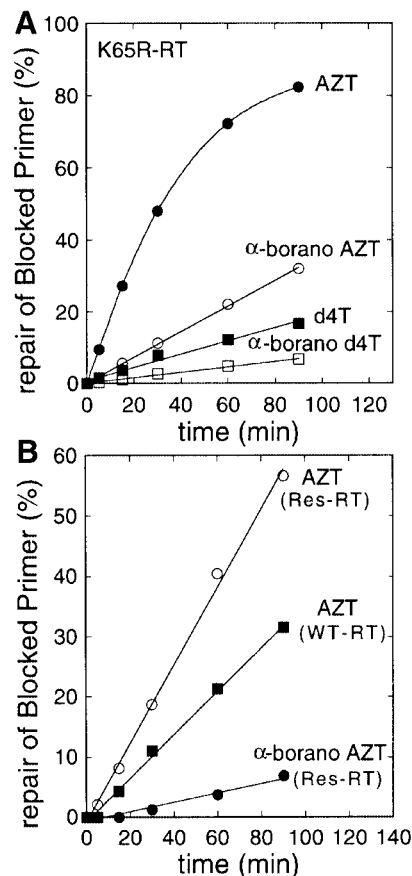 A
100
K65R-RT
AZT
80
60
40
20
0
α-borano AZT
d4T
α-borano d4T
repair of Blocked Primer (%)
0 20 40 60 80 100 120
time (min)
B
60
50
40
30
20
10
0
AZT
(Res-RT)
AZT
(WT-RT)
α-borano AZT
(Res-RT)
repair of Blocked Primer (%)
0 20 40 60 80 100 120 140
time (min)